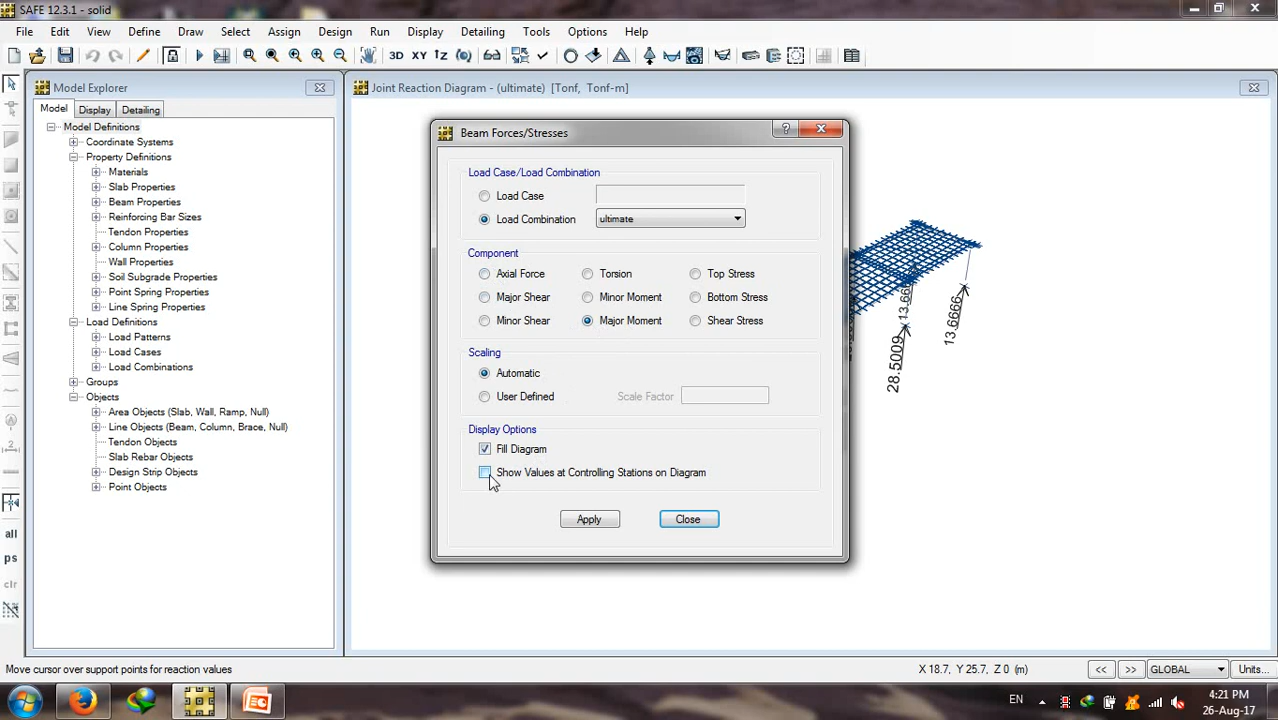 SAFE 12.3.1 - solid
File Edit View Define Draw Select Assign Design Run Display Detailing Tools Options Help
3D XY
Model Explorer
Model Display Detailing
Model Definitions
Coordinate Systems
Property Definitions
Materials
Slab Properties
Beam Properties
Reinforcing Bar Sizes
Tendon Properties
Column Properties
Wall Properties
Soil Subgrade Properties
Point Spring Properties
Line Spring Properties
Load Definitions
Load Patterns
Load Cases
Load Combinations
Groups
Objects
Area Objects (Slab, Wall, Ramp, Null)
Line Objects (Beam, Column, Brace, Null)
Tendon Objects
Slab Rebar Objects
Design Strip Objects
Point Objects
all
ps
clr
Joint Reaction Diagram - (ultimate) [Tonf, Tonf-m]
Beam Forces/Stresses
Load Case/Load Combination
Load Case
Load Combination ultimate
Component
Axial Force Torsion Top Stress
Major Shear Minor Moment Bottom Stress
Minor Shear Major Moment Shear Stress
Scaling
Automatic
User Defined Scale Factor
Display Options
Fill Diagram
Show Values at Controlling Stations on Diagram
Apply Close
13.6666
28.5009
Move cursor over support points for reaction values
X 18.7, Y 25.7, Z 0 (m) << >> GLOBAL Units...
EN
4:21 PM
26-Aug-17